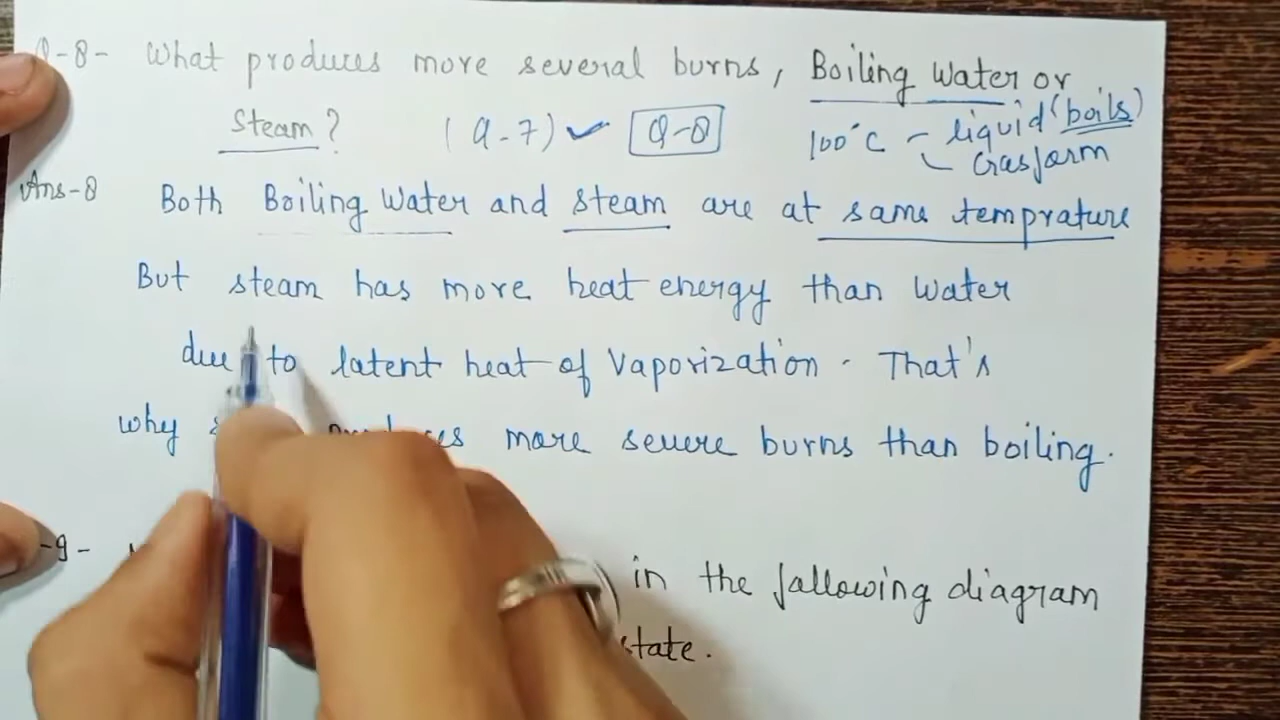 Q-8- What produces more several burns, Boiling Water or
Steam? (Q-7) ✓ Q-8 100°C - liquid (boils)
Gas form
Ans-8 Both Boiling Water and steam are at same temprature
But steam has more heat energy than water
due to latent heat of Vaporization. That's
why produces more severe burns than boiling.
-9- in the following diagram
state.